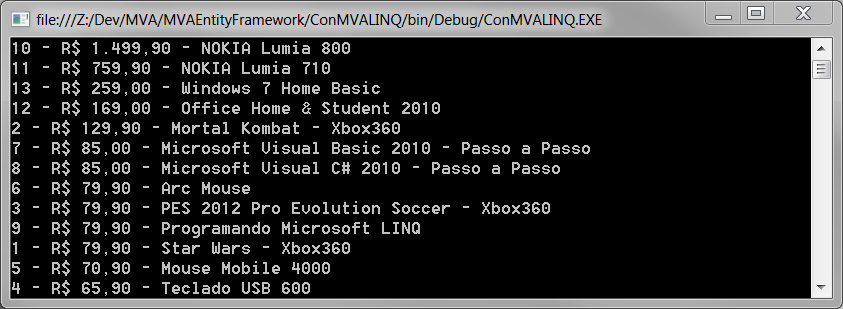 file:///Z:/Dev/MVA/MVAEntityFramework/ConMVALINQ/bin/Debug/ConMVALINQ.EXE
10 - R$ 1.499,90 - NOKIA Lumia 800
11 - R$ 759,90 - NOKIA Lumia 710
13 - R$ 259,00 - Windows 7 Home Basic
12 - R$ 169,00 - Office Home & Student 2010
2 - R$ 129,90 - Mortal Kombat - Xbox360
7 - R$ 85,00 - Microsoft Visual Basic 2010 - Passo a Passo
8 - R$ 85,00 - Microsoft Visual C# 2010 - Passo a Passo
6 - R$ 79,90 - Arc Mouse
3 - R$ 79,90 - PES 2012 Pro Evolution Soccer - Xbox360
9 - R$ 79,90 - Programando Microsoft LINQ
1 - R$ 79,90 - Star Wars - Xbox360
5 - R$ 70,90 - Mouse Mobile 4000
4 - R$ 65,90 - Teclado USB 600